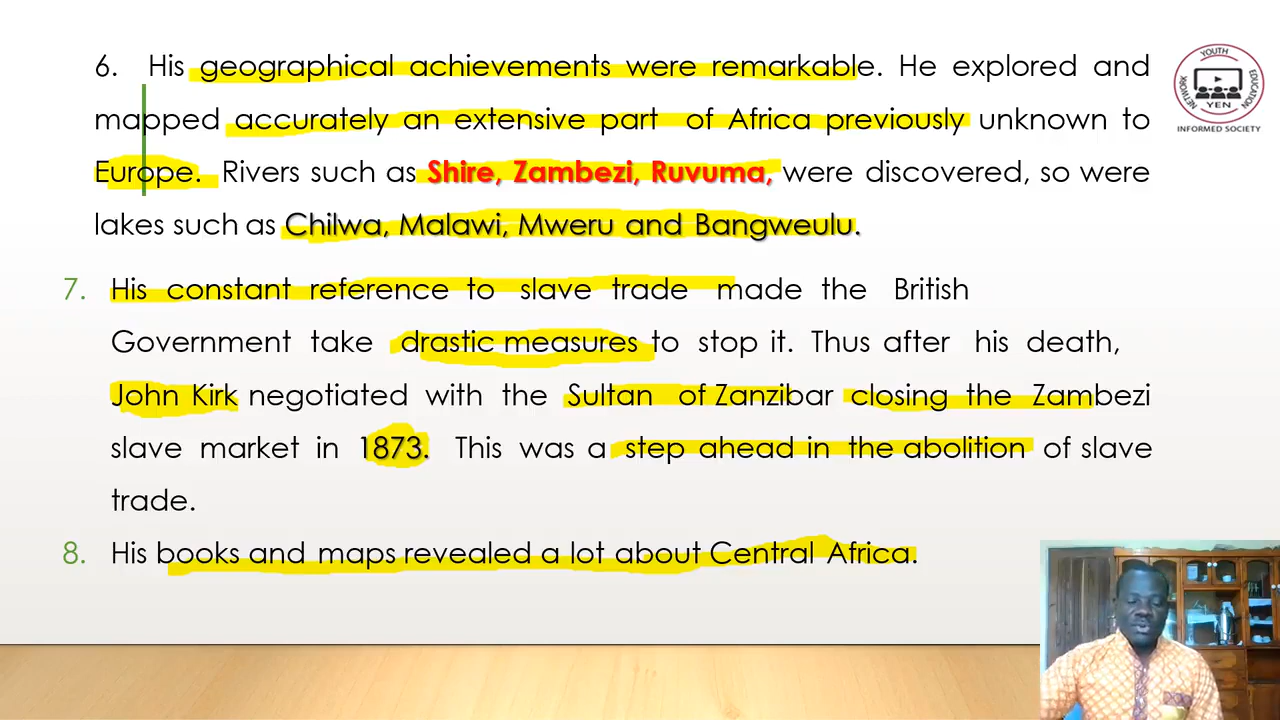 6. His geographical achievements were remarkable. He explored and
mapped accurately an extensive part of Africa previously unknown to
Europe. Rivers such as Shire, Zambezi, Ruvuma, were discovered, so were
lakes such as Chilwa, Malawi, Mweru and Bangweulu.
7. His constant reference to slave trade made the British
Government take drastic measures to stop it. Thus after his death,
John Kirk negotiated with the Sultan of Zanzibar closing the Zambezi
slave market in 1873. This was a step ahead in the abolition of slave
trade.
8. His books and maps revealed a lot about Central Africa.
YOUTH
EDUCATION
NETWORK
YEN
INFORMED SOCIETY